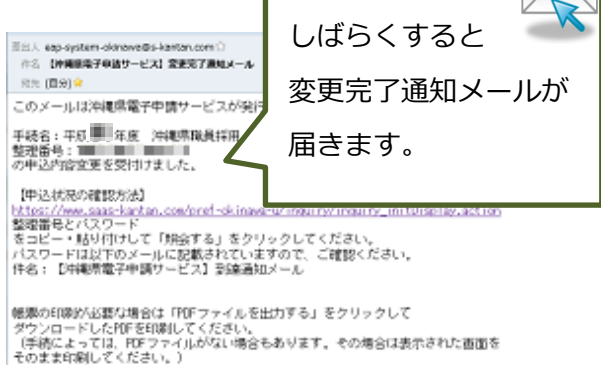 しばらくすると
変更完了通知メールが
届きます。
差出人 eap-system-okinawa@s-kantan.com
件名 【沖縄県電子申請サービス】変更完了通知メール
宛先 (自分)
このメールは沖縄県電子申請サービスが発行
手続名：平成 年度 沖縄県職員採用
整理番号：
の申込内容変更を受付けました。
【申込状況の確認方法】
https://www.saas-kantan.com/pref-okinawa-u/inquiry/inquiry_initDisplay.action
整理番号とパスワード
をコピー・貼り付けして「照会する」をクリックしてください。
パスワードは以下のメールに記載されていますので、ご確認ください。
件名：【沖縄県電子申請サービス】到達通知メール
帳票の印刷が必要な場合は「PDFファイルを出力する」をクリックして
ダウンロードしたPDFを印刷してください。
（手続によっては、PDFファイルがない場合もあります。その場合は表示された画面を
そのまま印刷してください。）